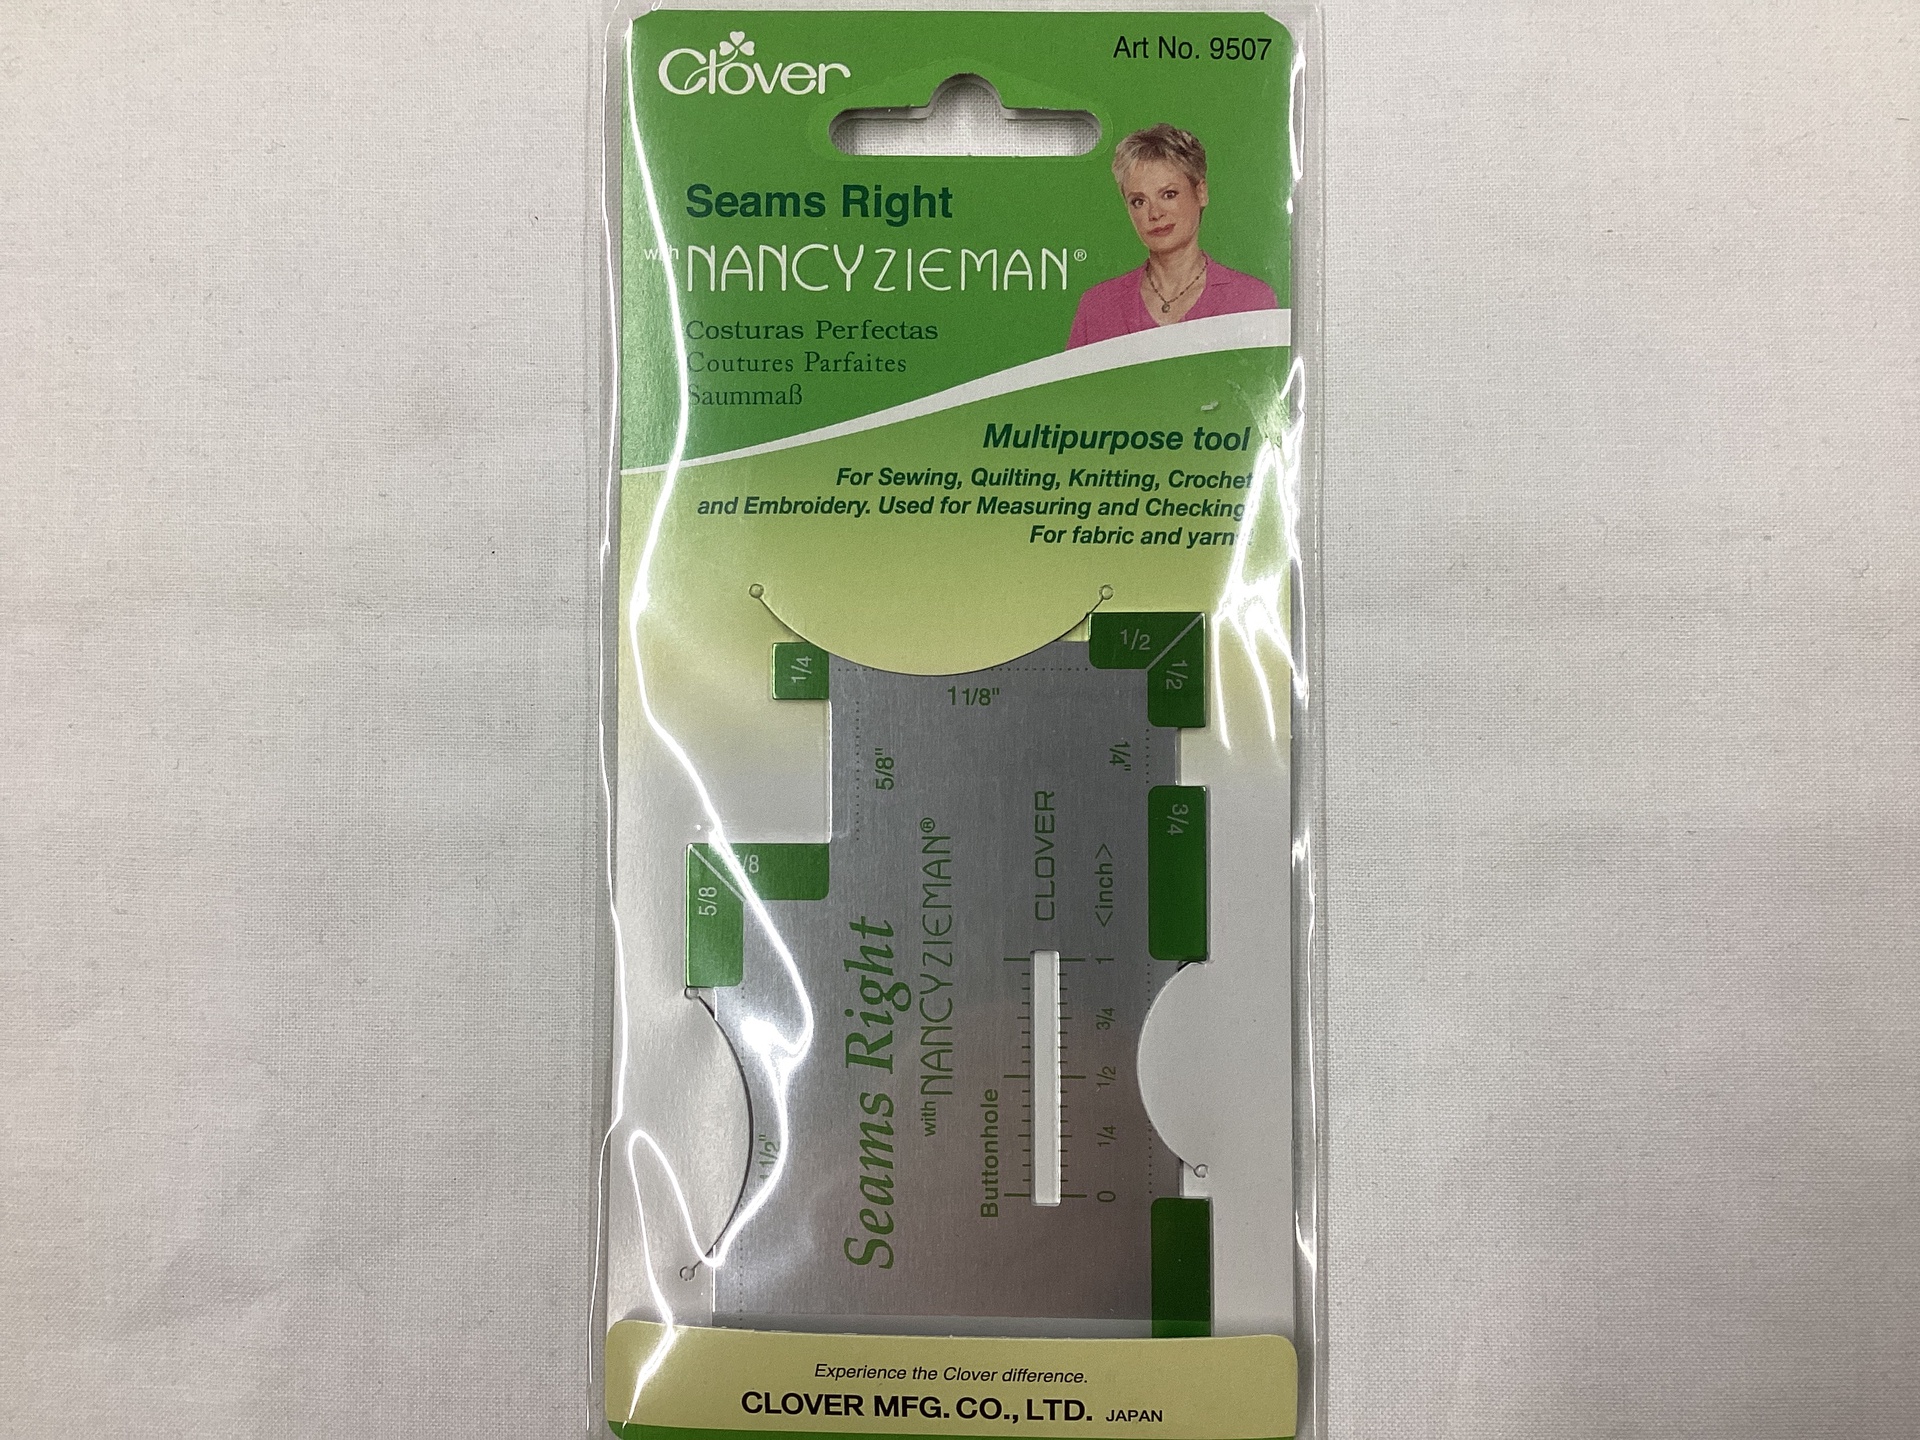 Clover
Art No. 9507
Seams Right
with NANCY ZIEMAN®
Costuras Perfectas
Coutures Parfaites
Saummaß
Multipurpose tool
For Sewing, Quilting, Knitting, Crochet
and Embroidery. Used for Measuring and Checking
For fabric and yarn
1/4
1/2
1/2
1 1/8"
5/8"
1/4"
3/4
5/8
5/8
1 1/2"
Seams Right
with NANCY ZIEMAN®
Buttonhole
CLOVER
<inch>
0 1/4 1/2 3/4 1
Experience the Clover difference.
CLOVER MFG. CO., LTD. JAPAN